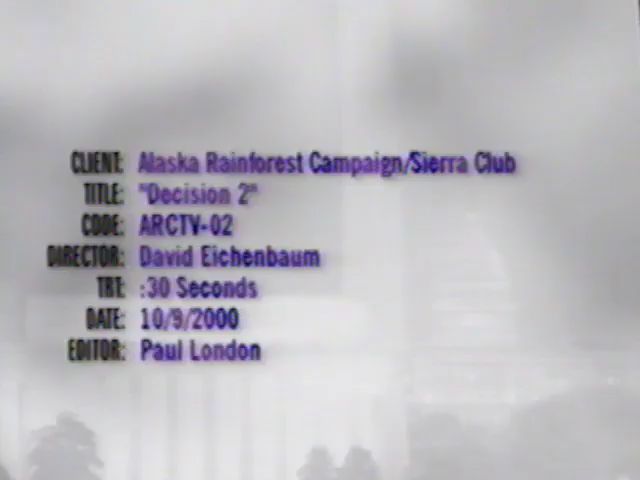 CLIENT: Alaska Rainforest Campaign/Sierra Club
TITLE: "Decision 2"
CODE: ARCTV-02
DIRECTOR: David Eichenbaum
TRT: :30 Seconds
DATE: 10/9/2000
EDITOR: Paul London